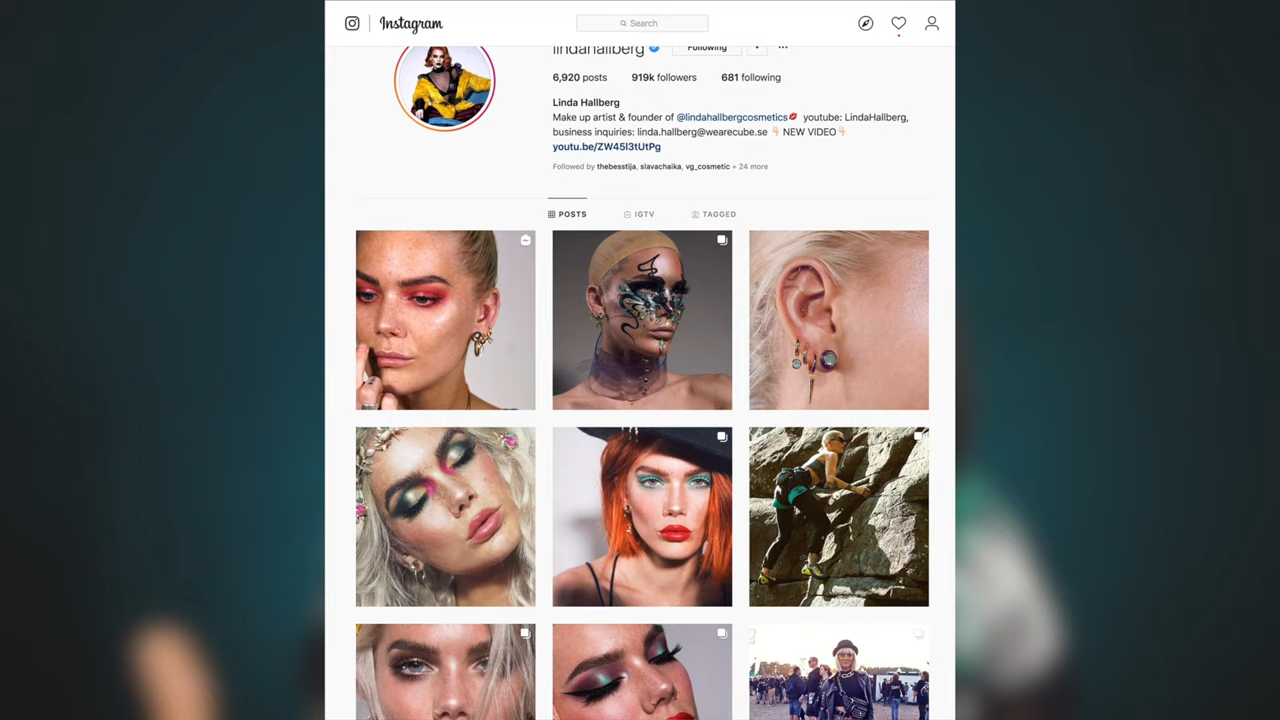 Instagram
Search
lindahallberg
Following
6,920 posts 919k followers 681 following
Linda Hallberg
Make up artist & founder of @lindahallbergcosmetics💋 youtube: LindaHallberg,
business inquiries: linda.hallberg@wearecube.se 👇🏻 NEW VIDEO👇🏻
youtu.be/ZW45I3tUtPg
Followed by thebesstija, slavachaika, vg_cosmetic + 24 more
POSTS IGTV TAGGED